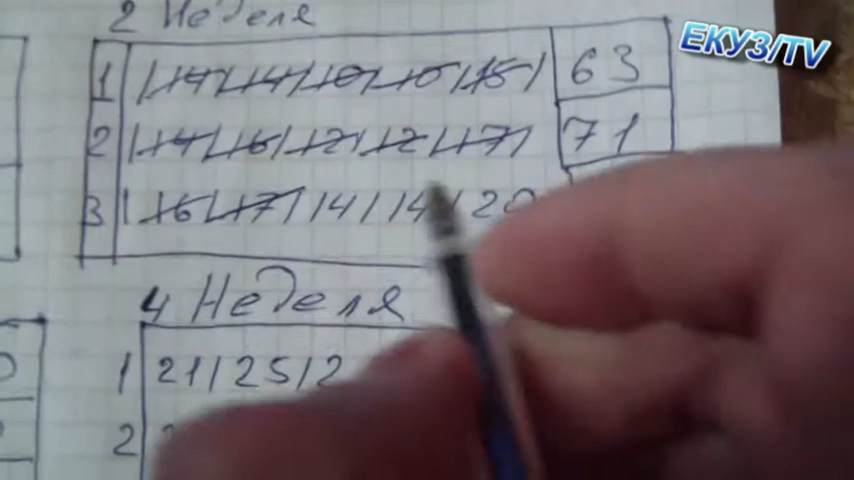 2 Неделя
ЕКУЗ/TV
1 | 14 | 14 | 10 | 10 | 15 | 63
2 | 14 | 16 | 12 | 12 | 17 | 71
3 | 16 | 17 | 14 | 14 | 20
4 Неделя
1 21 | 25 | 2
2